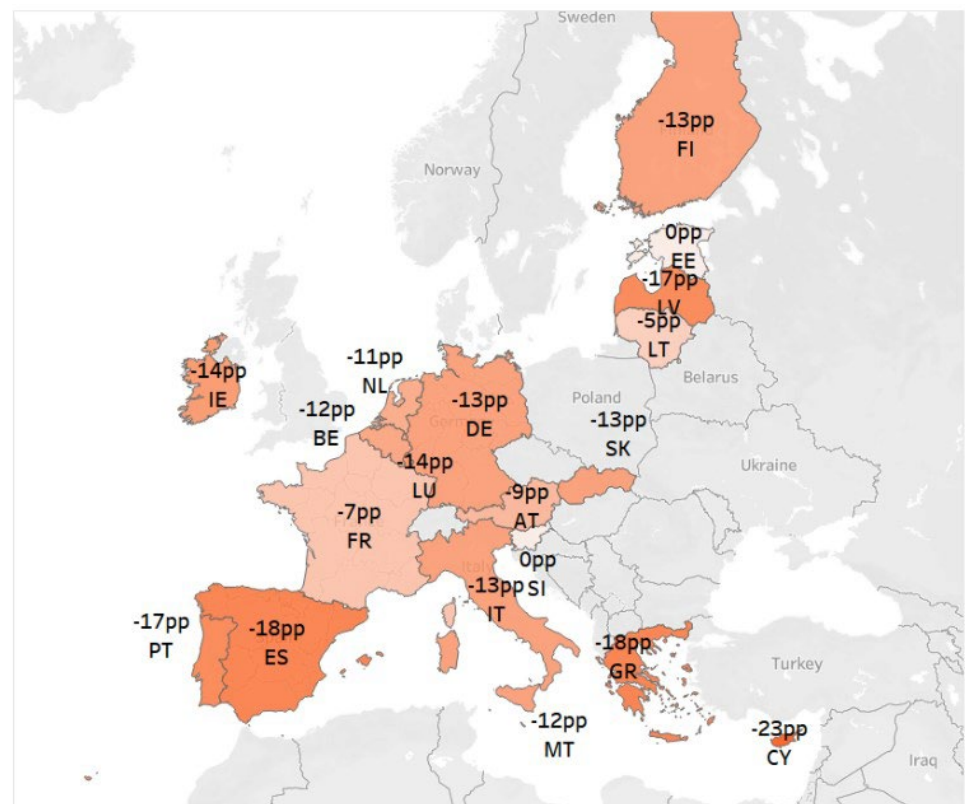 Sweden
-13pp
FI
Norway
0pp
EE
-17pp
LV
-5pp
LT
-14pp
IE
-11pp
NL
-12pp
BE
-13pp
DE
Poland
Belarus
-13pp
SK
Ukraine
-14pp
LU
-9pp
AT
-7pp
FR
0pp
SI
Italy
-13pp
IT
-17pp
PT
-18pp
ES
-18pp
GR
Turkey
-12pp
MT
-23pp
CY
Iraq